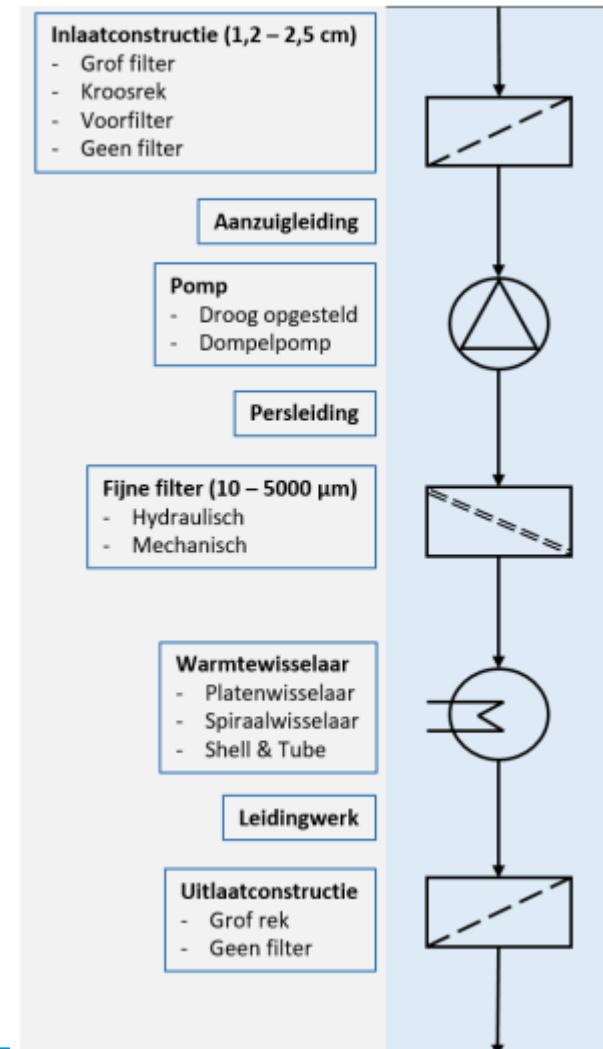 Inlaatconstructie (1,2 – 2,5 cm)
- Grof filter
- Kroosrek
- Voorfilter
- Geen filter
Aanzuigleiding
Pomp
- Droog opgesteld
- Dompelpomp
Persleiding
Fijne filter (10 – 5000 µm)
- Hydraulisch
- Mechanisch
Warmtewisselaar
- Platenwisselaar
- Spiraalwisselaar
- Shell & Tube
Leidingwerk
Uitlaatconstructie
- Grof rek
- Geen filter